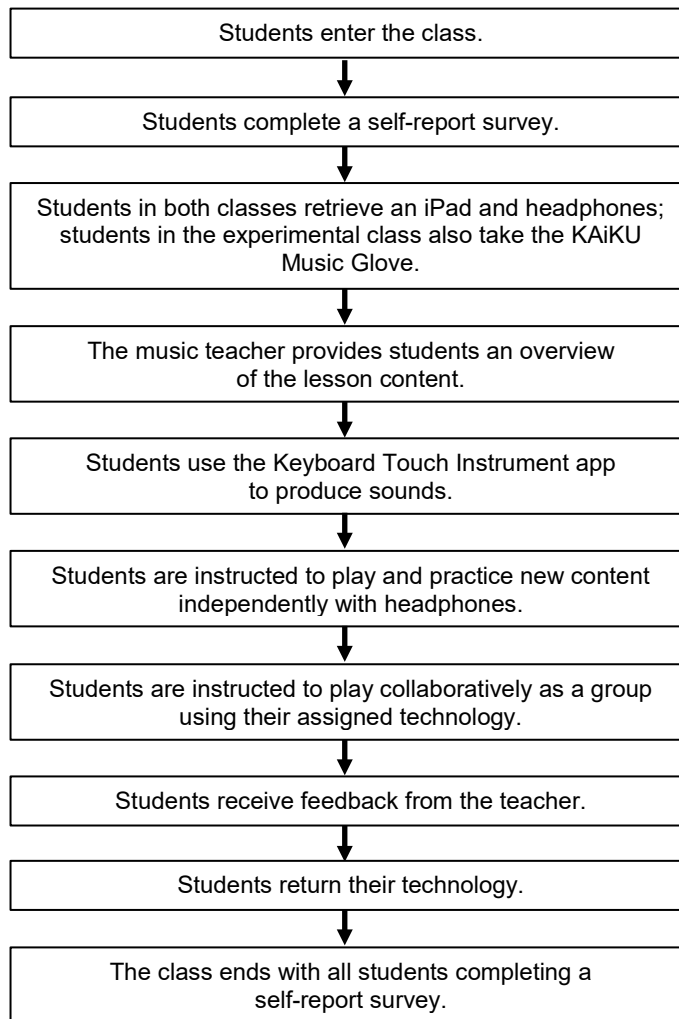 Students enter the class.
Students complete a self-report survey.
Students in both classes retrieve an iPad and headphones;
students in the experimental class also take the KAiKU
Music Glove.
The music teacher provides students an overview
of the lesson content.
Students use the Keyboard Touch Instrument app
to produce sounds.
Students are instructed to play and practice new content
independently with headphones.
Students are instructed to play collaboratively as a group
using their assigned technology.
Students receive feedback from the teacher.
Students return their technology.
The class ends with all students completing a
self-report survey.